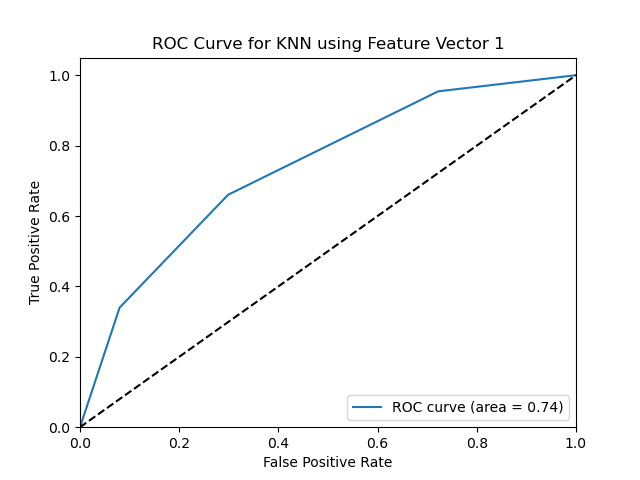 ROC Curve for KNN using Feature Vector 1
1.0
0.8
0.6
0.4
0.2
0.0
True Positive Rate
ROC curve (area = 0.74)
0.0 0.2 0.4 0.6 0.8 1.0
False Positive Rate